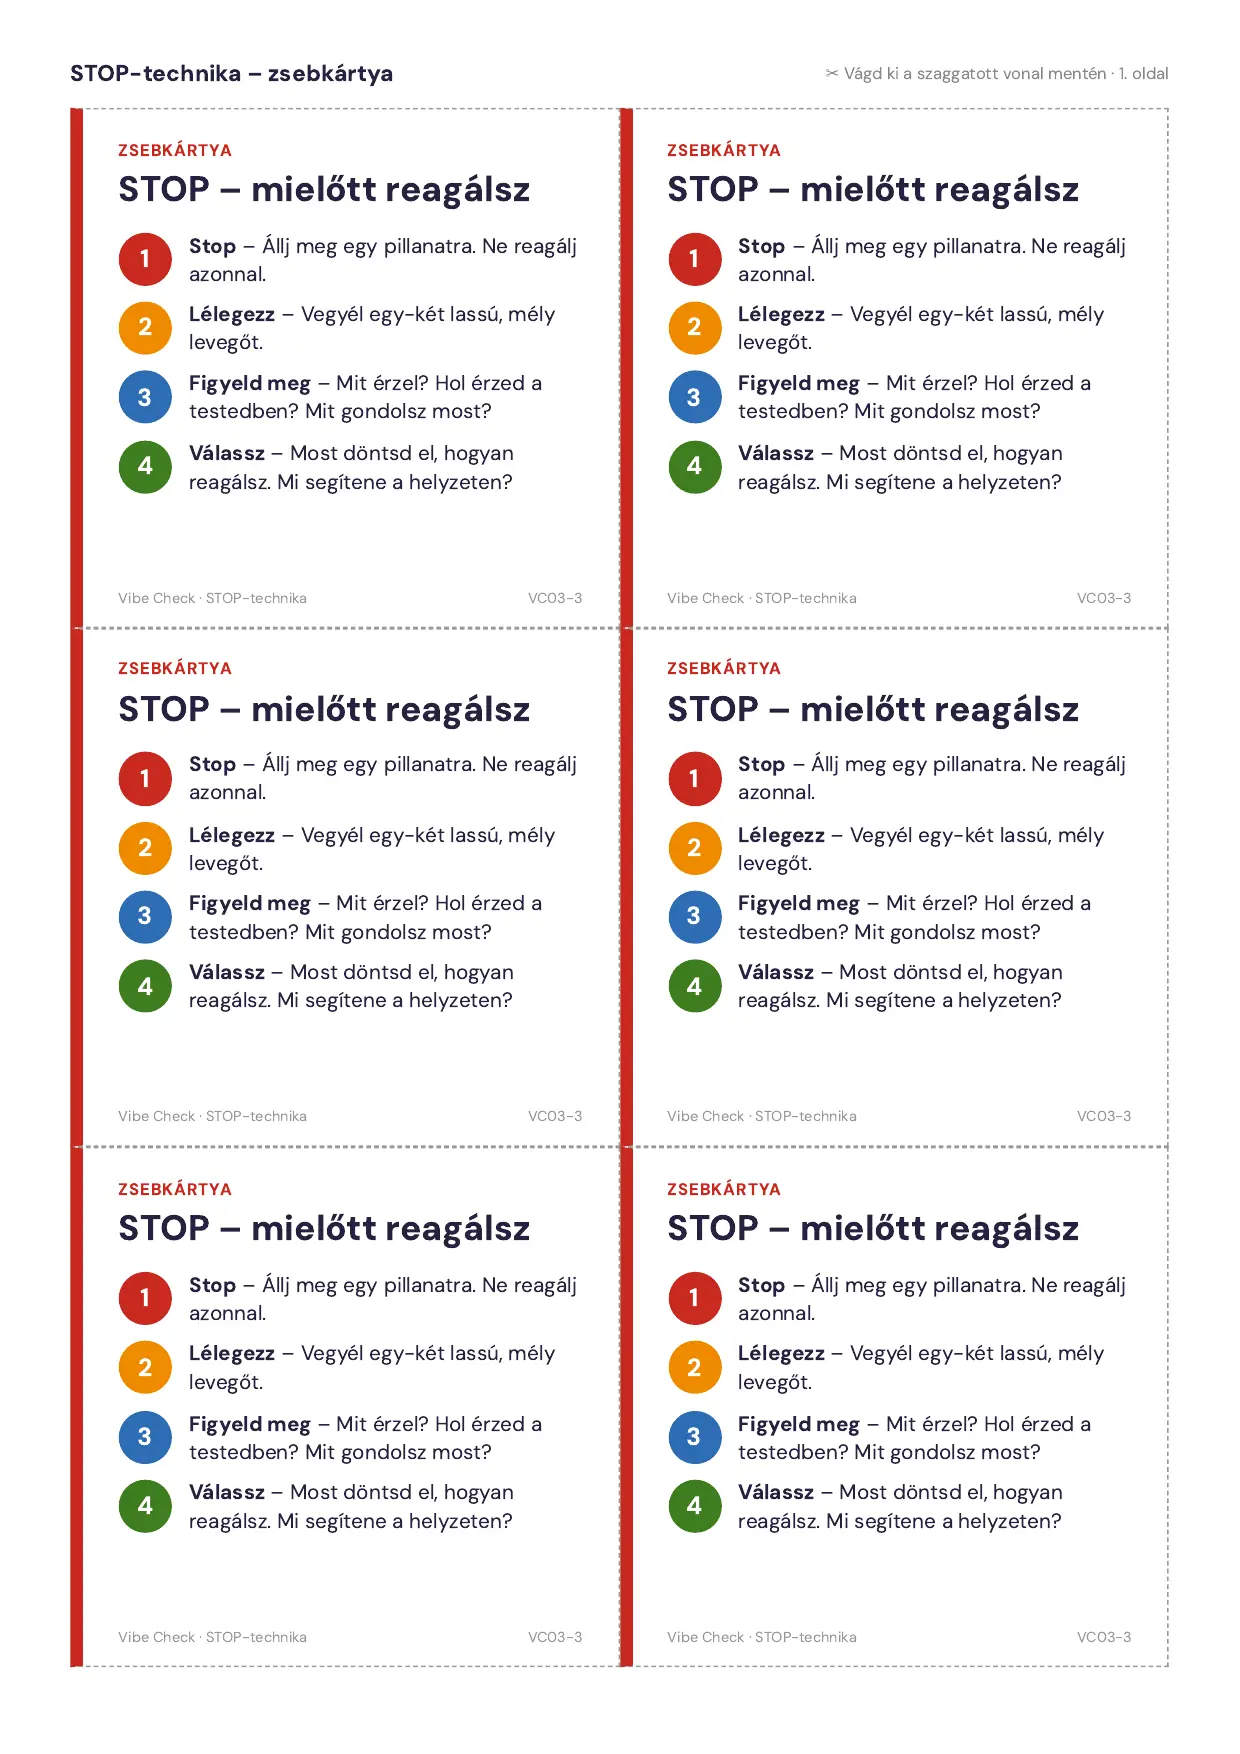 STOP-technika – zsebkártya
✂ Vágd ki a szaggatott vonal mentén · 1. oldal
ZSEBKÁRTYA
STOP – mielőtt reagálsz
1
Stop – Állj meg egy pillanatra. Ne reagálj
azonnal.
2
Lélegezz – Vegyél egy-két lassú, mély
levegőt.
3
Figyeld meg – Mit érzel? Hol érzed a
testedben? Mit gondolsz most?
4
Válassz – Most döntsd el, hogyan
reagálsz. Mi segítene a helyzeten?
Vibe Check · STOP-technika
VC03-3
ZSEBKÁRTYA
STOP – mielőtt reagálsz
1
Stop – Állj meg egy pillanatra. Ne reagálj
azonnal.
2
Lélegezz – Vegyél egy-két lassú, mély
levegőt.
3
Figyeld meg – Mit érzel? Hol érzed a
testedben? Mit gondolsz most?
4
Válassz – Most döntsd el, hogyan
reagálsz. Mi segítene a helyzeten?
Vibe Check · STOP-technika
VC03-3
ZSEBKÁRTYA
STOP – mielőtt reagálsz
1
Stop – Állj meg egy pillanatra. Ne reagálj
azonnal.
2
Lélegezz – Vegyél egy-két lassú, mély
levegőt.
3
Figyeld meg – Mit érzel? Hol érzed a
testedben? Mit gondolsz most?
4
Válassz – Most döntsd el, hogyan
reagálsz. Mi segítene a helyzeten?
Vibe Check · STOP-technika
VC03-3
ZSEBKÁRTYA
STOP – mielőtt reagálsz
1
Stop – Állj meg egy pillanatra. Ne reagálj
azonnal.
2
Lélegezz – Vegyél egy-két lassú, mély
levegőt.
3
Figyeld meg – Mit érzel? Hol érzed a
testedben? Mit gondolsz most?
4
Válassz – Most döntsd el, hogyan
reagálsz. Mi segítene a helyzeten?
Vibe Check · STOP-technika
VC03-3
ZSEBKÁRTYA
STOP – mielőtt reagálsz
1
Stop – Állj meg egy pillanatra. Ne reagálj
azonnal.
2
Lélegezz – Vegyél egy-két lassú, mély
levegőt.
3
Figyeld meg – Mit érzel? Hol érzed a
testedben? Mit gondolsz most?
4
Válassz – Most döntsd el, hogyan
reagálsz. Mi segítene a helyzeten?
Vibe Check · STOP-technika
VC03-3
ZSEBKÁRTYA
STOP – mielőtt reagálsz
1
Stop – Állj meg egy pillanatra. Ne reagálj
azonnal.
2
Lélegezz – Vegyél egy-két lassú, mély
levegőt.
3
Figyeld meg – Mit érzel? Hol érzed a
testedben? Mit gondolsz most?
4
Válassz – Most döntsd el, hogyan
reagálsz. Mi segítene a helyzeten?
Vibe Check · STOP-technika
VC03-3